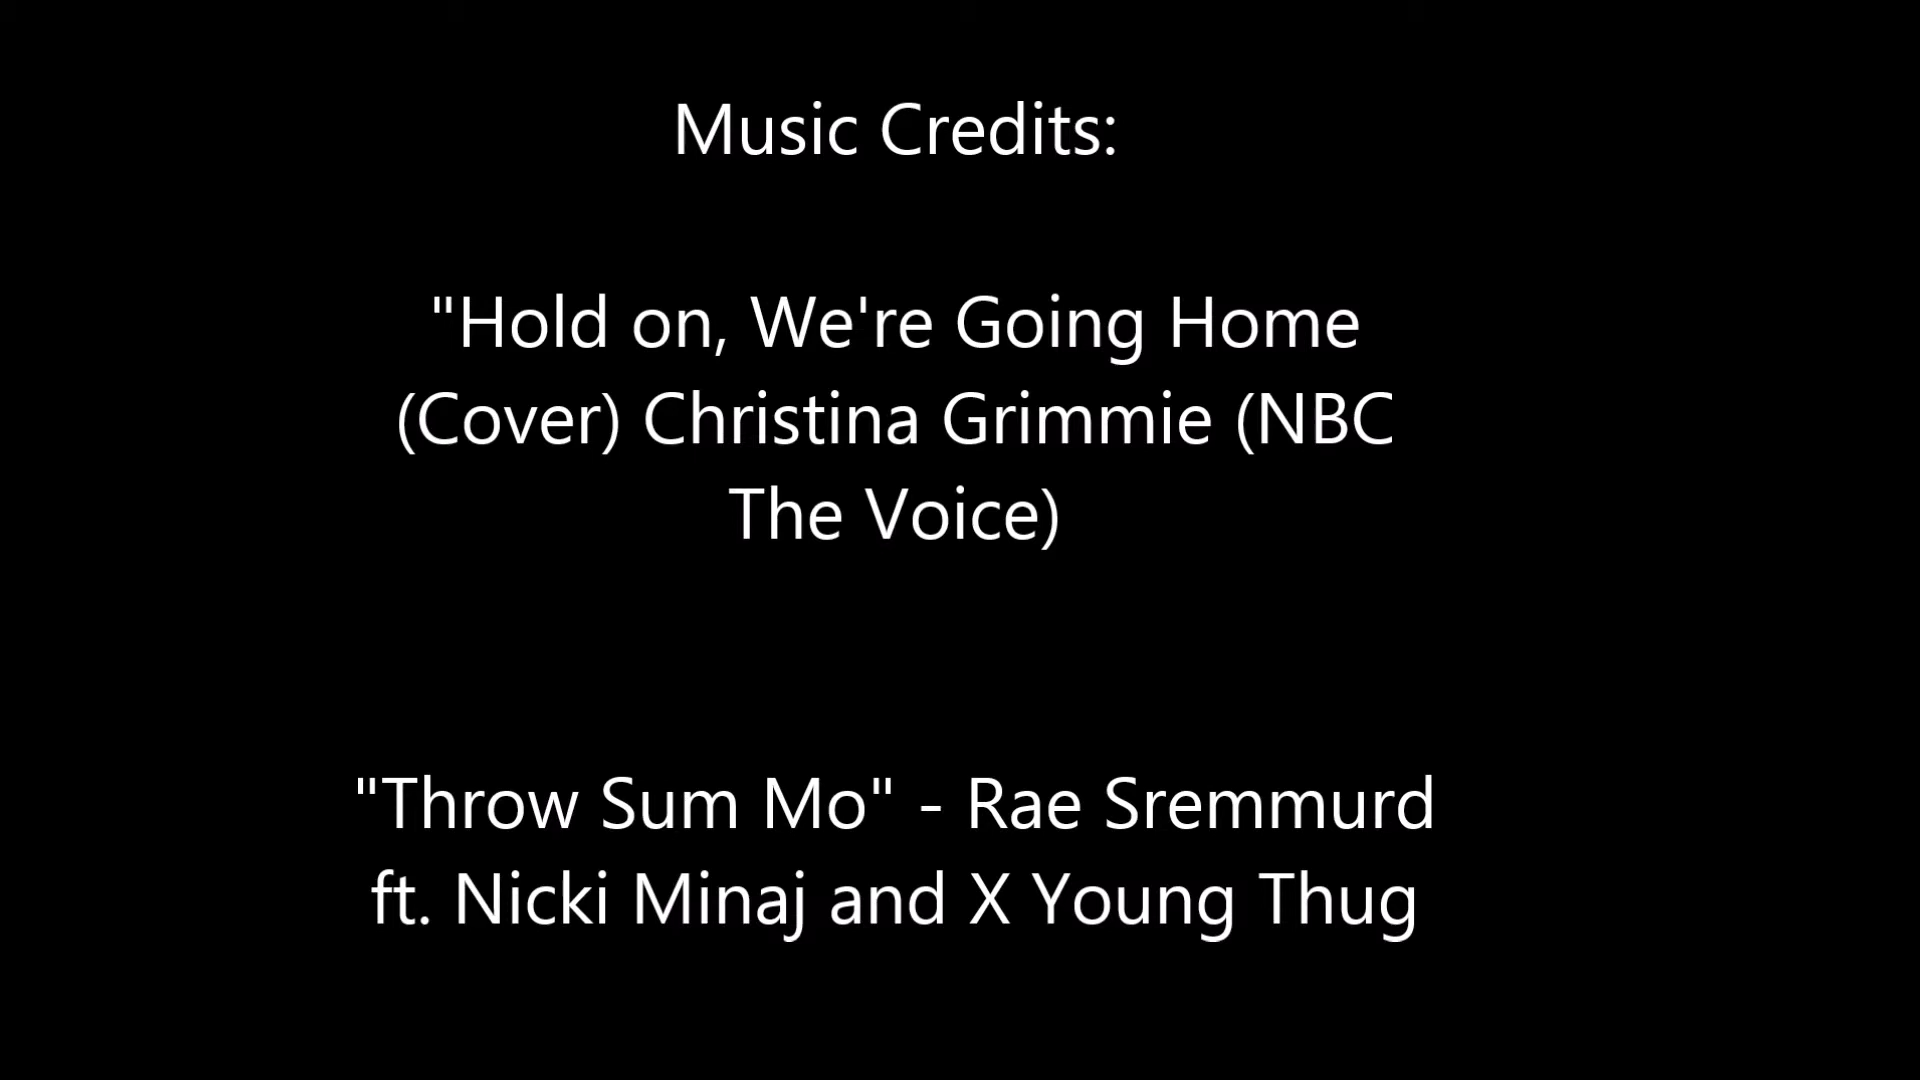 Music Credits:
"Hold on, We're Going Home
(Cover) Christina Grimmie (NBC
The Voice)
"Throw Sum Mo" - Rae Sremmurd
ft. Nicki Minaj and X Young Thug